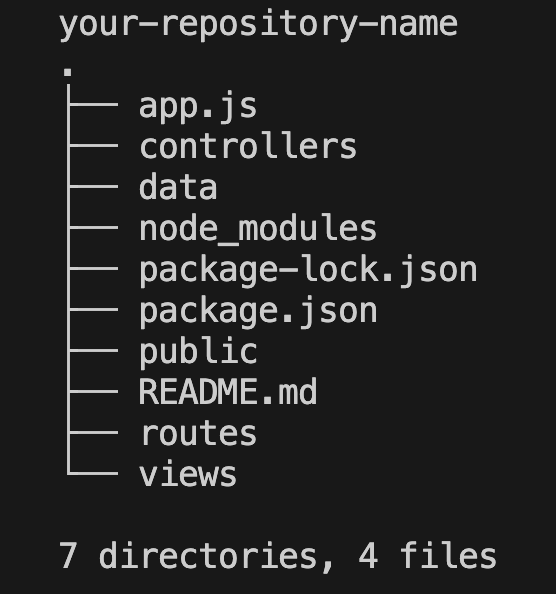 your-repository-name
.
├── app.js
├── controllers
├── data
├── node_modules
├── package-lock.json
├── package.json
├── public
├── README.md
├── routes
└── views
7 directories, 4 files